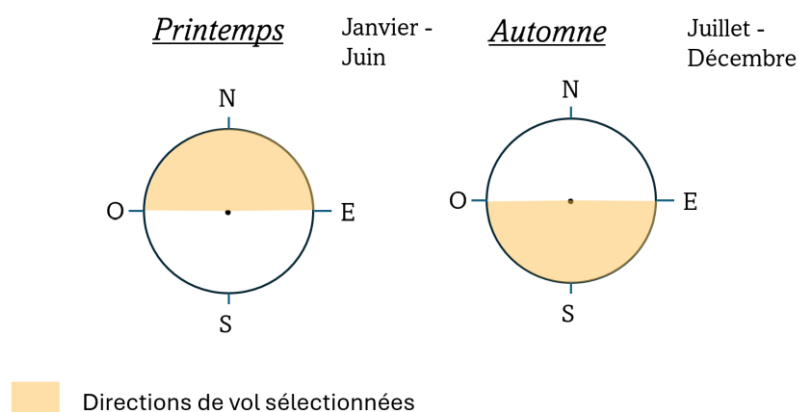 Printemps
Janvier -
Juin
N
O
E
S
Automne
Juillet -
Décembre
N
O
E
S
Directions de vol sélectionnées